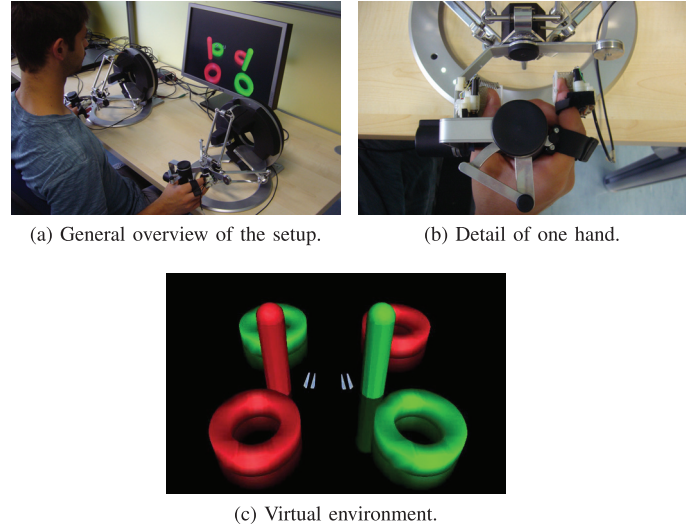 (a) General overview of the setup.
(b) Detail of one hand.
(c) Virtual environment.